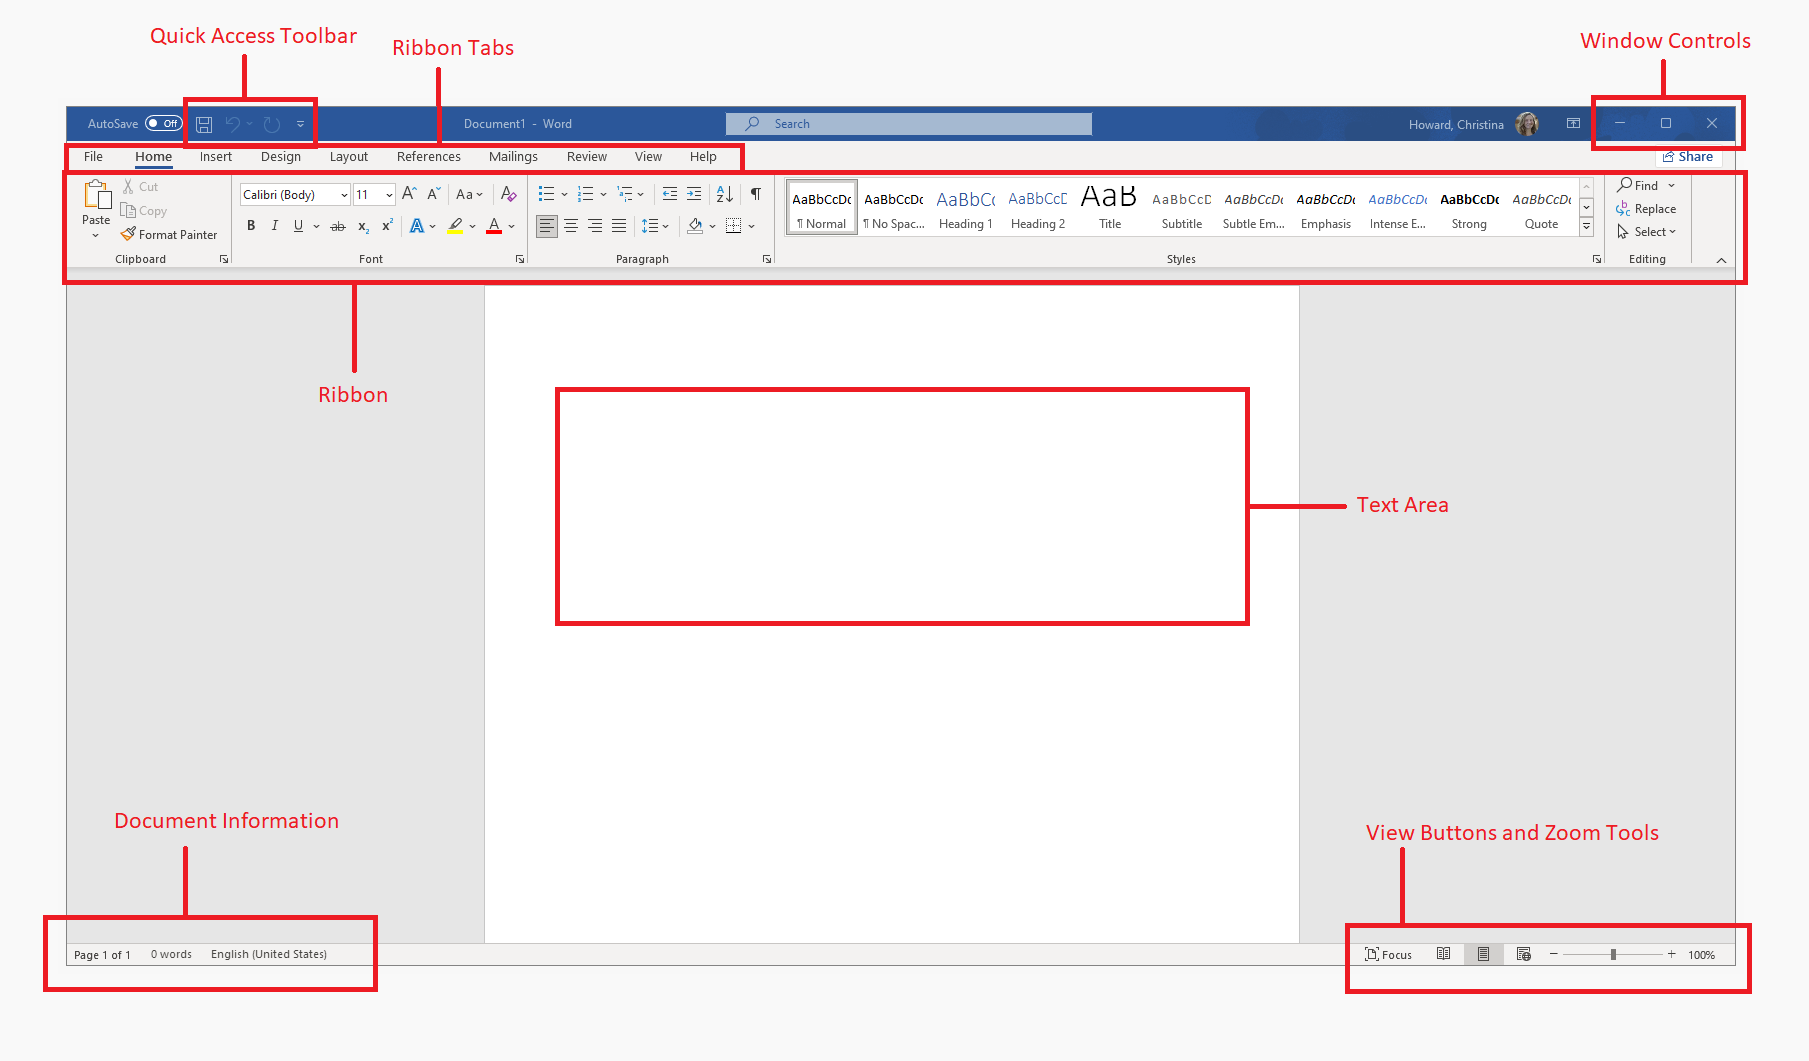 Quick Access Toolbar
Ribbon Tabs
Window Controls
AutoSave Off
Document1 - Word
Search
Howard, Christina
File Home Insert Design Layout References Mailings Review View Help
Share
Paste
Cut
Copy
Format Painter
Clipboard
Calibri (Body) 11 A A Aa A
B I U ab x2 x2 A A
Font
A Z ¶
Paragraph
AaBbCcDc AaBbCcDc AaBbCc AaBbCcD AaB AaBbCcD AaBbCcDc AaBbCcDc AaBbCcDc AaBbCcDc AaBbCcDc
¶ Normal ¶ No Spac... Heading 1 Heading 2 Title Subtitle Subtle Em... Emphasis Intense E... Strong Quote
Styles
Find
Replace
Select
Editing
Ribbon
Text Area
Document Information
View Buttons and Zoom Tools
Page 1 of 1 0 words English (United States)
Focus 100%